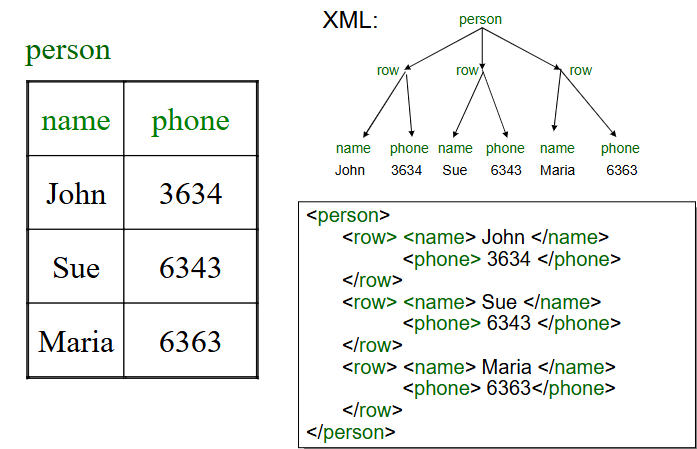 person
name phone
John 3634
Sue 6343
Maria 6363
XML:
person
row row row
name phone name phone name phone
John 3634 Sue 6343 Maria 6363
<person>
<row> <name> John </name>
<phone> 3634 </phone>
</row>
<row> <name> Sue </name>
<phone> 6343 </phone>
</row>
<row> <name> Maria </name>
<phone> 6363</phone>
</row>
</person>